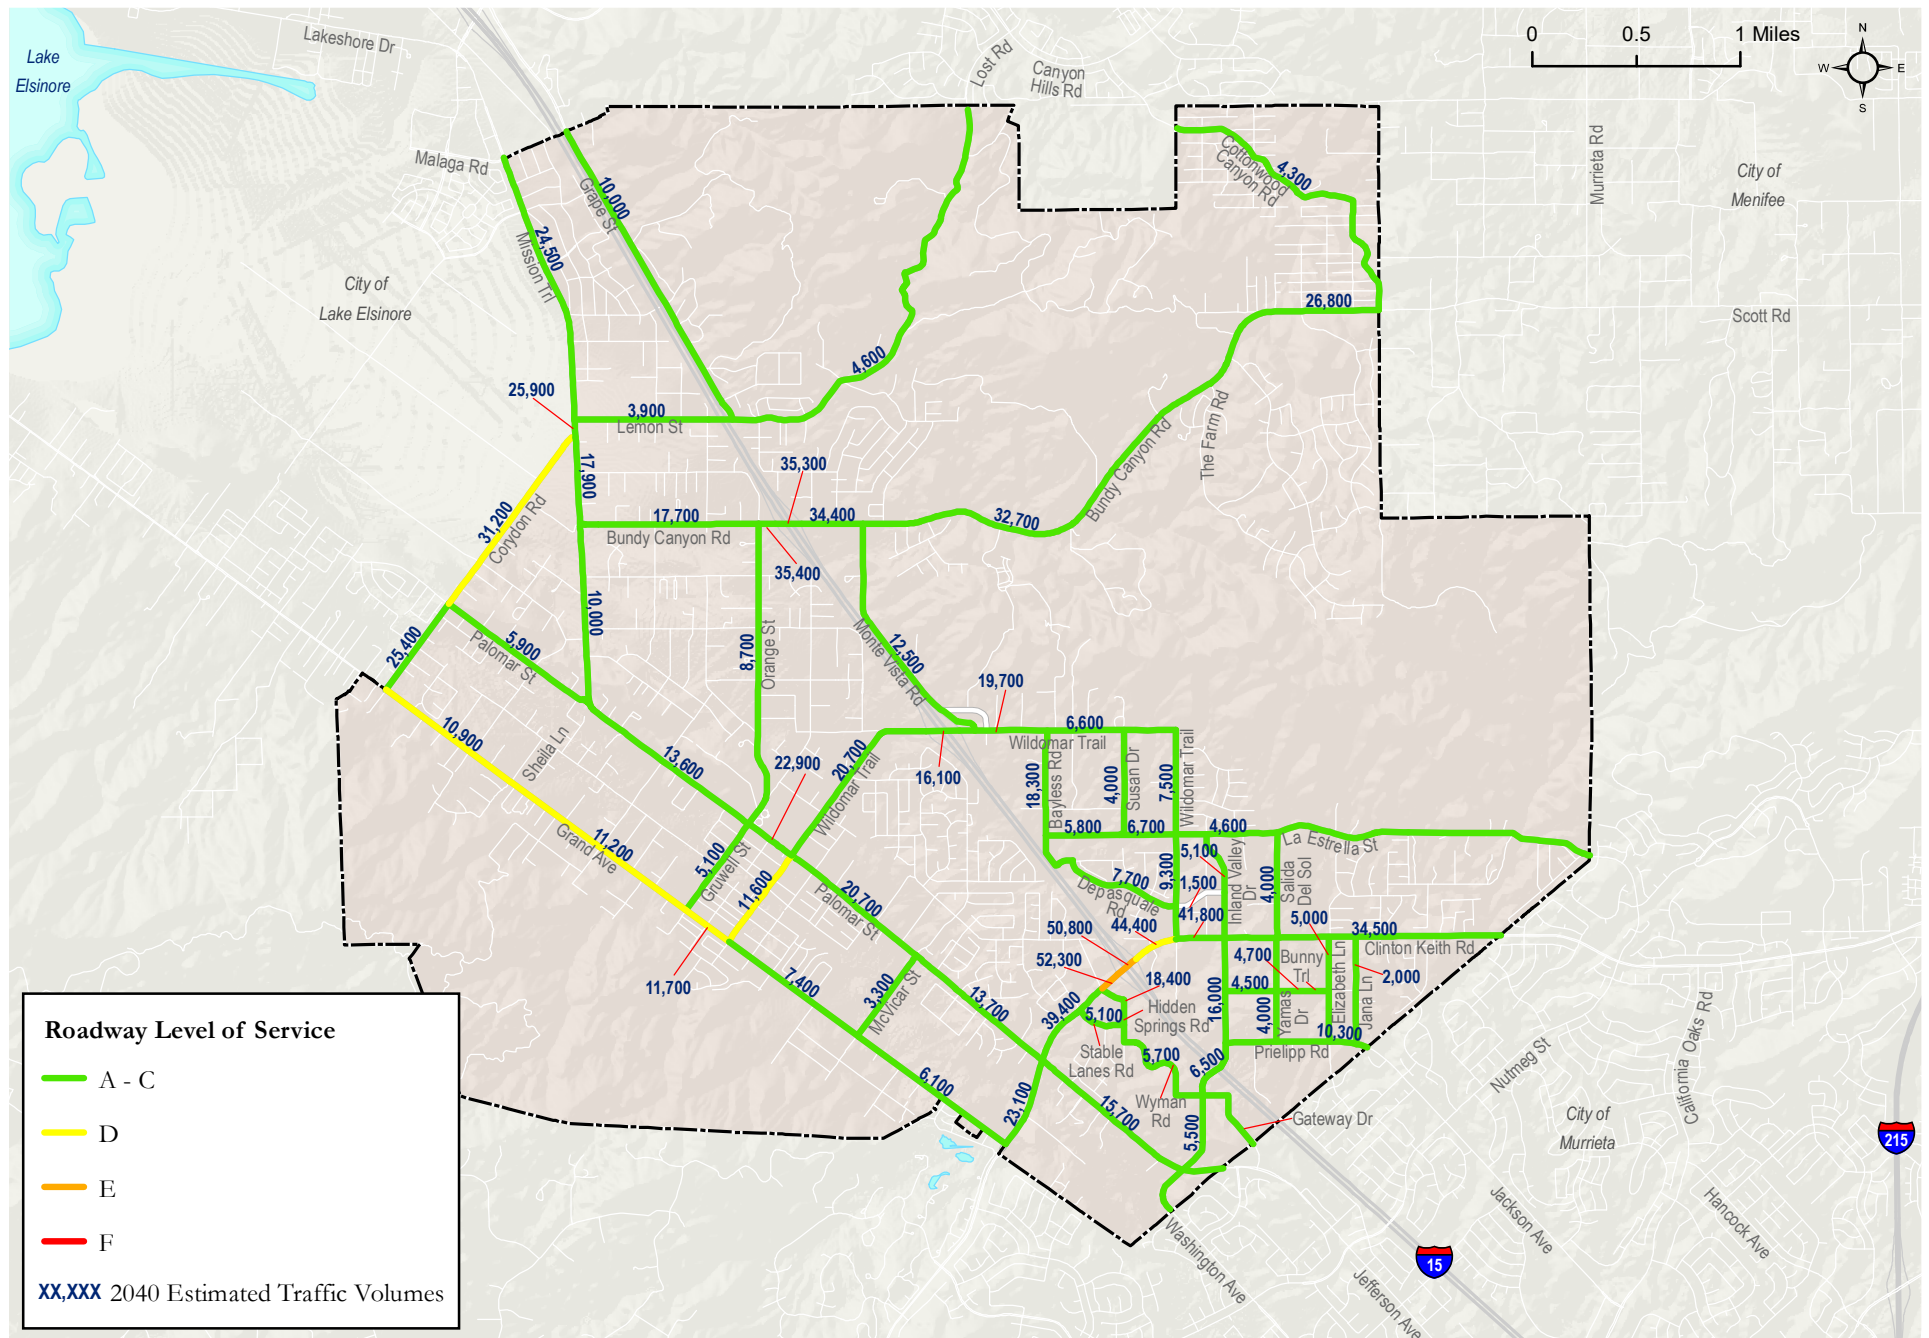 Lake
Elsinore
Lakeshore Dr
Lost Rd
Canyon
Hills Rd
0 0.5 1 Miles
N
W E
S
Malaga Rd
Grape St
10,000
Cottonwood
Canyon Rd
4,300
Murrieta Rd
City of
Menifee
24,500
Mission Trl
City of
Lake Elsinore
26,800
Scott Rd
4,600
25,900
3,900
Lemon St
The Farm Rd
Bundy Canyon Rd
17,900
35,300
31,200
Corydon Rd
17,700
34,400
32,700
Bundy Canyon Rd
35,400
10,000
25,400
5,900
Palomar St
8,700
Orange St
Monte Vista Rd
12,500
19,700
6,600
Wildomar Trail
10,900
Sheila Ln
13,600
22,900
20,700
Wildomar Trail
16,100
18,300
Bayless Rd
4,000
Susan Dr
7,500
Wildomar Trail
5,800
6,700
4,600
La Estrella St
11,200
Grand Ave
5,100
Gruwell St
11,600
20,700
Palomar St
7,700
Depasquale
Rd
9,300
5,100
1,500
Inland Valley
Dr
4,000
Salida
Del Sol
41,800
44,400
50,800
52,300
5,000
34,500
Clinton Keith Rd
4,700
Bunny
Trl
4,500
2,000
11,700
7,400
3,300
McVicar St
13,700
39,400
18,400
5,100
Hidden
Springs Rd
Stable
Lanes Rd
16,000
4,000
Yamas
Dr
Elizabeth Ln
Jana Ln
10,300
Prielipp Rd
5,700
6,500
Wyman
Rd
6,100
23,100
15,700
5,500
Gateway Dr
Nutmeg St
California Oaks Rd
City of
Murrieta
215
15
Jackson Ave
Hancock Ave
Washington Ave
Jefferson Ave
Roadway Level of Service
A - C
D
E
F
XX,XXX 2040 Estimated Traffic Volumes